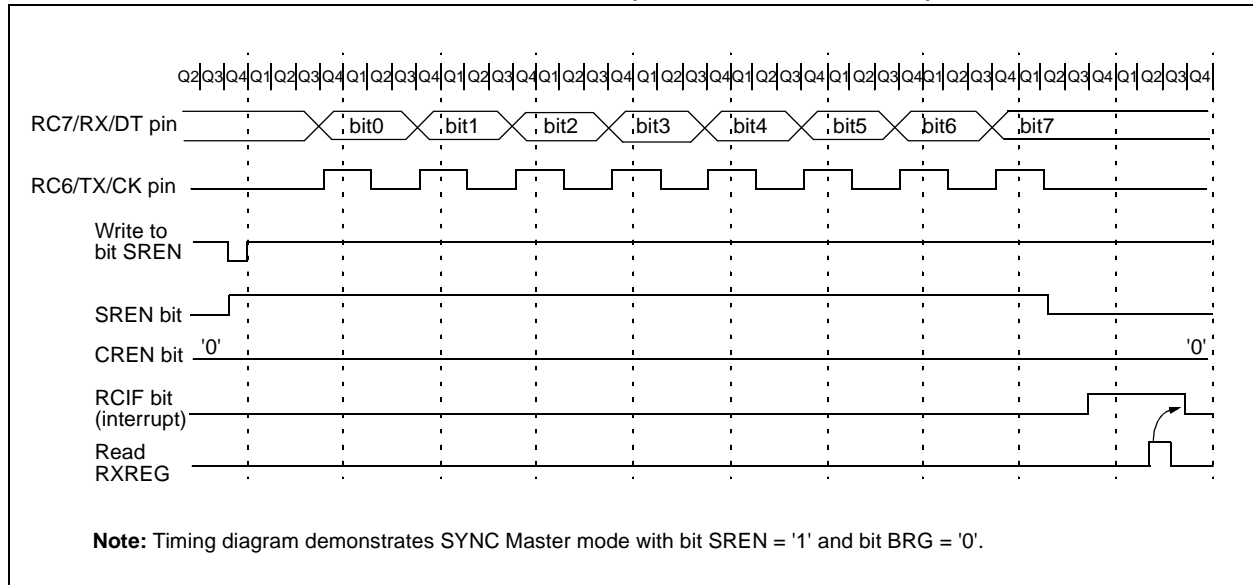 Q2 Q3 Q4 Q1 Q2 Q3 Q4 Q1 Q2 Q3 Q4 Q1 Q2 Q3 Q4 Q1 Q2 Q3 Q4 Q1 Q2 Q3 Q4 Q1 Q2 Q3 Q4 Q1 Q2 Q3 Q4 Q1 Q2 Q3 Q4 Q1 Q2 Q3 Q4 Q1 Q2 Q3 Q4
RC7/RX/DT pin bit0 bit1 bit2 bit3 bit4 bit5 bit6 bit7
RC6/TX/CK pin
Write to
bit SREN
SREN bit
CREN bit '0' '0'
RCIF bit
(interrupt)
Read
RXREG
Note: Timing diagram demonstrates SYNC Master mode with bit SREN = '1' and bit BRG = '0'.